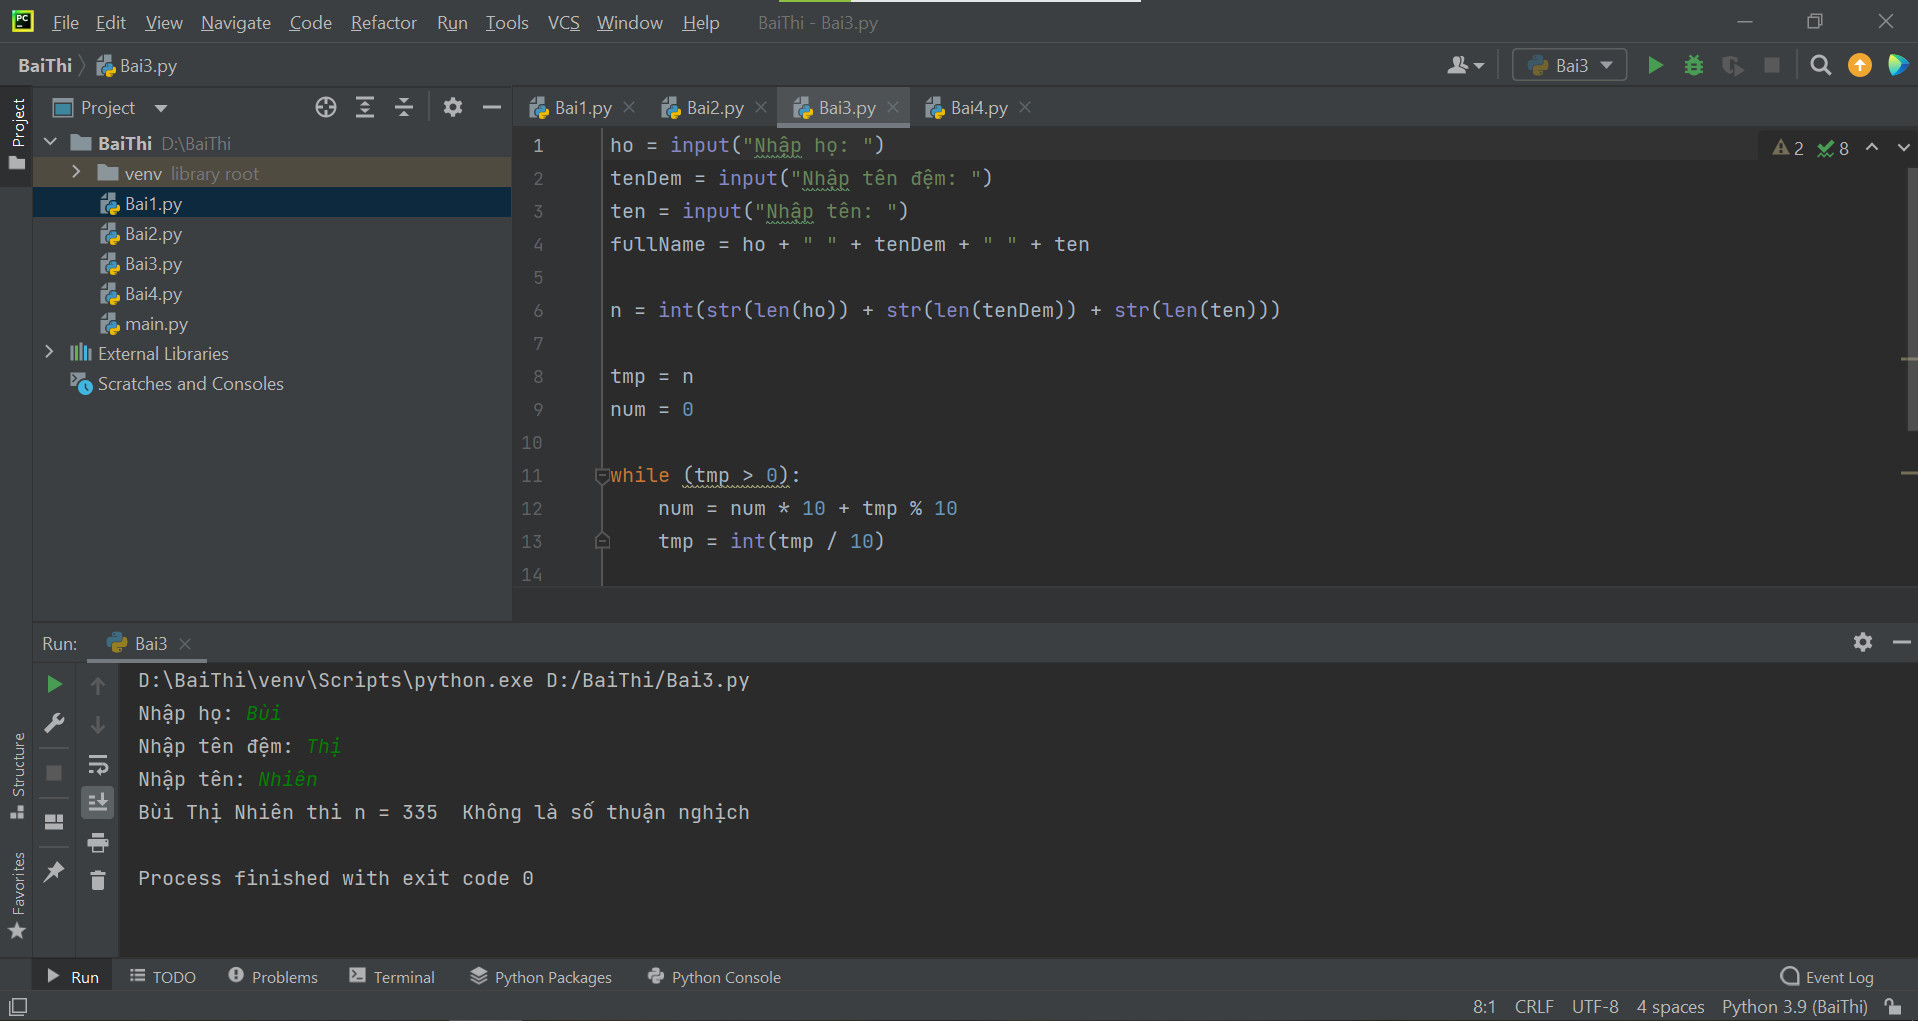 File Edit View Navigate Code Refactor Run Tools VCS Window Help BaiThi - Bai3.py
BaiThi Bai3.py
Bai3
Project
Bai1.py Bai2.py Bai3.py Bai4.py
Project
BaiThi D:\BaiThi
venv library root
Bai1.py
Bai2.py
Bai3.py
Bai4.py
main.py
External Libraries
Scratches and Consoles
1 ho = input("Nhập họ: ")
2 tenDem = input("Nhập tên đệm: ")
3 ten = input("Nhập tên: ")
4 fullName = ho + " " + tenDem + " " + ten
5
6 n = int(str(len(ho)) + str(len(tenDem)) + str(len(ten)))
7
8 tmp = n
9 num = 0
10
11 while (tmp > 0):
12 num = num * 10 + tmp % 10
13 tmp = int(tmp / 10)
14
2 8
Run: Bai3
D:\BaiThi\venv\Scripts\python.exe D:/BaiThi/Bai3.py
Nhập họ: Bùi
Nhập tên đệm: Thị
Nhập tên: Nhiên
Bùi Thị Nhiên thi n = 335  Không là số thuận nghịch
Process finished with exit code 0
Structure
Favorites
Run TODO Problems Terminal Python Packages Python Console Event Log
8:1 CRLF UTF-8 4 spaces Python 3.9 (BaiThi)